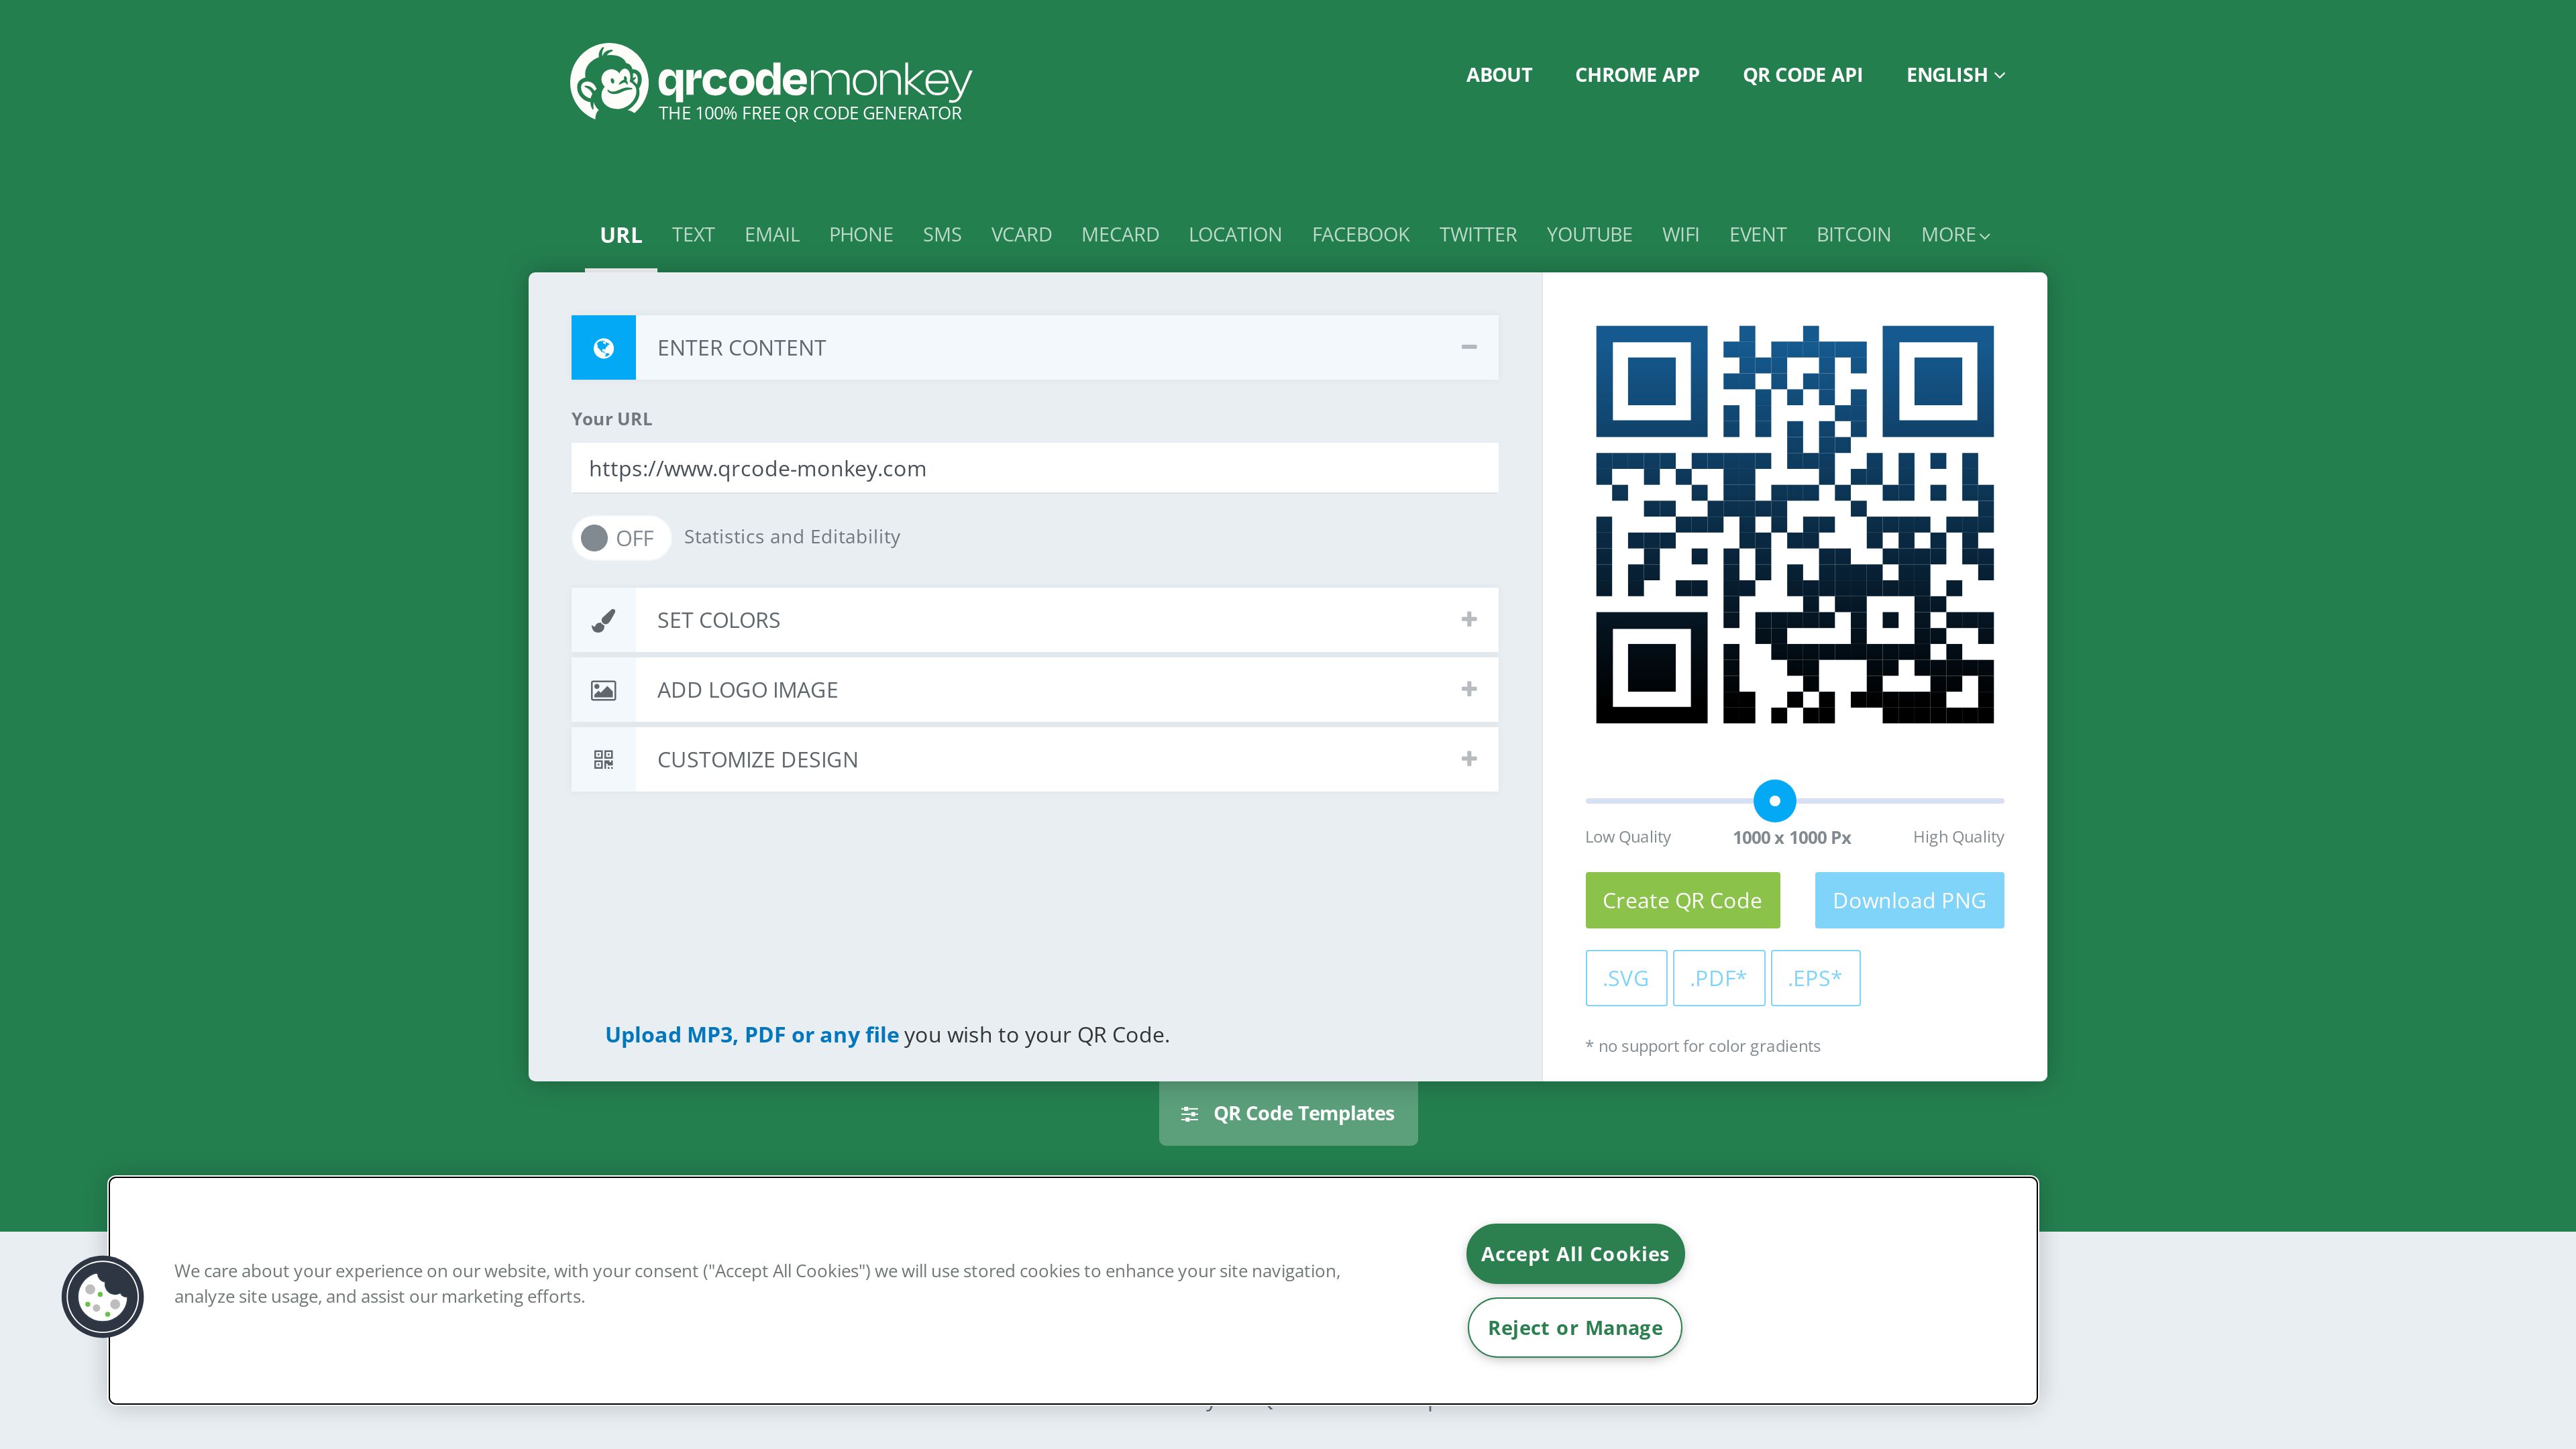 qrcodemonkey
THE 100% FREE QR CODE GENERATOR
ABOUT
CHROME APP
QR CODE API
ENGLISH
URL
TEXT
EMAIL
PHONE
SMS
VCARD
MECARD
LOCATION
FACEBOOK
TWITTER
YOUTUBE
WIFI
EVENT
BITCOIN
MORE
ENTER CONTENT
Your URL
https://www.qrcode-monkey.com
OFF
Statistics and Editability
SET COLORS
ADD LOGO IMAGE
CUSTOMIZE DESIGN
Upload MP3, PDF or any file you wish to your QR Code.
Low Quality
1000 x 1000 Px
High Quality
Create QR Code
Download PNG
.SVG
.PDF*
.EPS*
* no support for color gradients
QR Code Templates
We care about your experience on our website, with your consent ("Accept All Cookies") we will use stored cookies to enhance your site navigation,
analyze site usage, and assist our marketing efforts.
Accept All Cookies
Reject or Manage